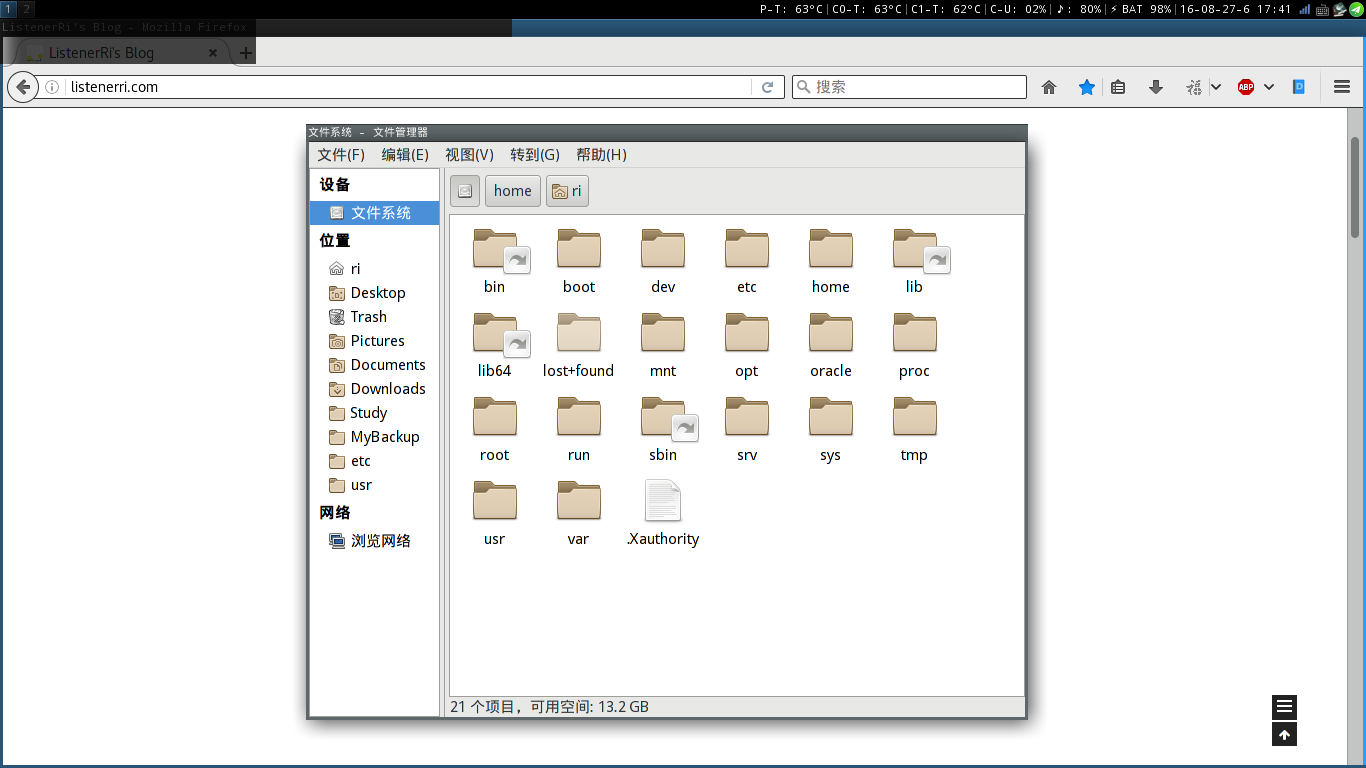 1 2 P-T: 63°C|C0-T: 63°C|C1-T: 62°C|C-U: 02%|♪: 80%|⚡BAT 98%|16-08-27-6 17:41
ListenerRi's Blog - Mozilla Firefox
ListenerRi's Blog
listenerri.com 搜索 ABP D
文件系统 - 文件管理器
文件(F) 编辑(E) 视图(V) 转到(G) 帮助(H)
设备
文件系统
位置
ri
Desktop
Trash
Pictures
Documents
Downloads
Study
MyBackup
etc
usr
网络
浏览网络
home ri
bin boot dev etc home lib
lib64 lost+found mnt opt oracle proc
root run sbin srv sys tmp
usr var .Xauthority
21 个项目，可用空间: 13.2 GB